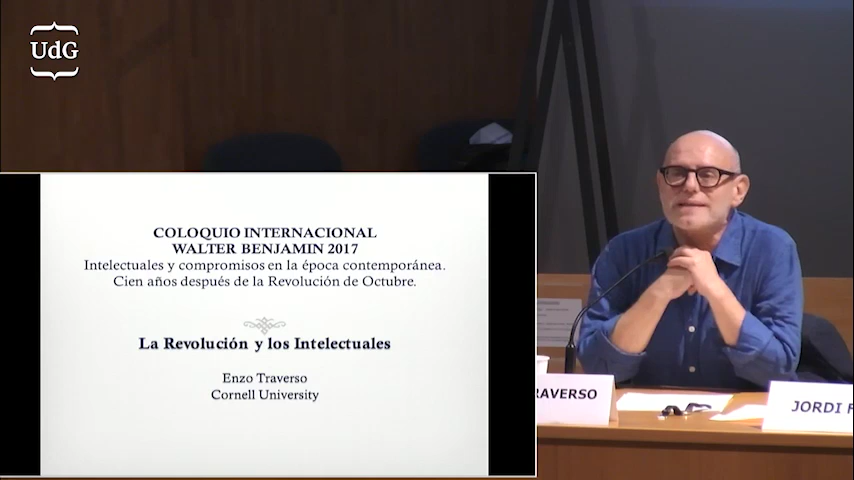 UdG
COLOQUIO INTERNACIONAL
WALTER BENJAMIN 2017
Intelectuales y compromisos en la época contemporánea.
Cien años después de la Revolución de Octubre.
La Revolución y los Intelectuales
Enzo Traverso
Cornell University
RAVERSO
JORDI F